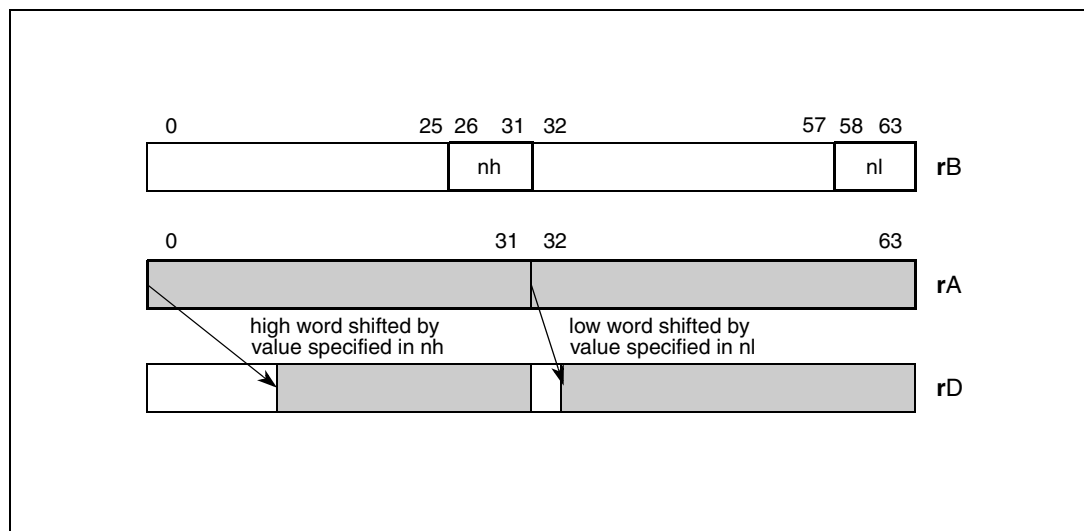 0 25 26 31 32 57 58 63
nh nl rB
0 31 32 63
rA
high word shifted by low word shifted by
value specified in nh value specified in nl
rD